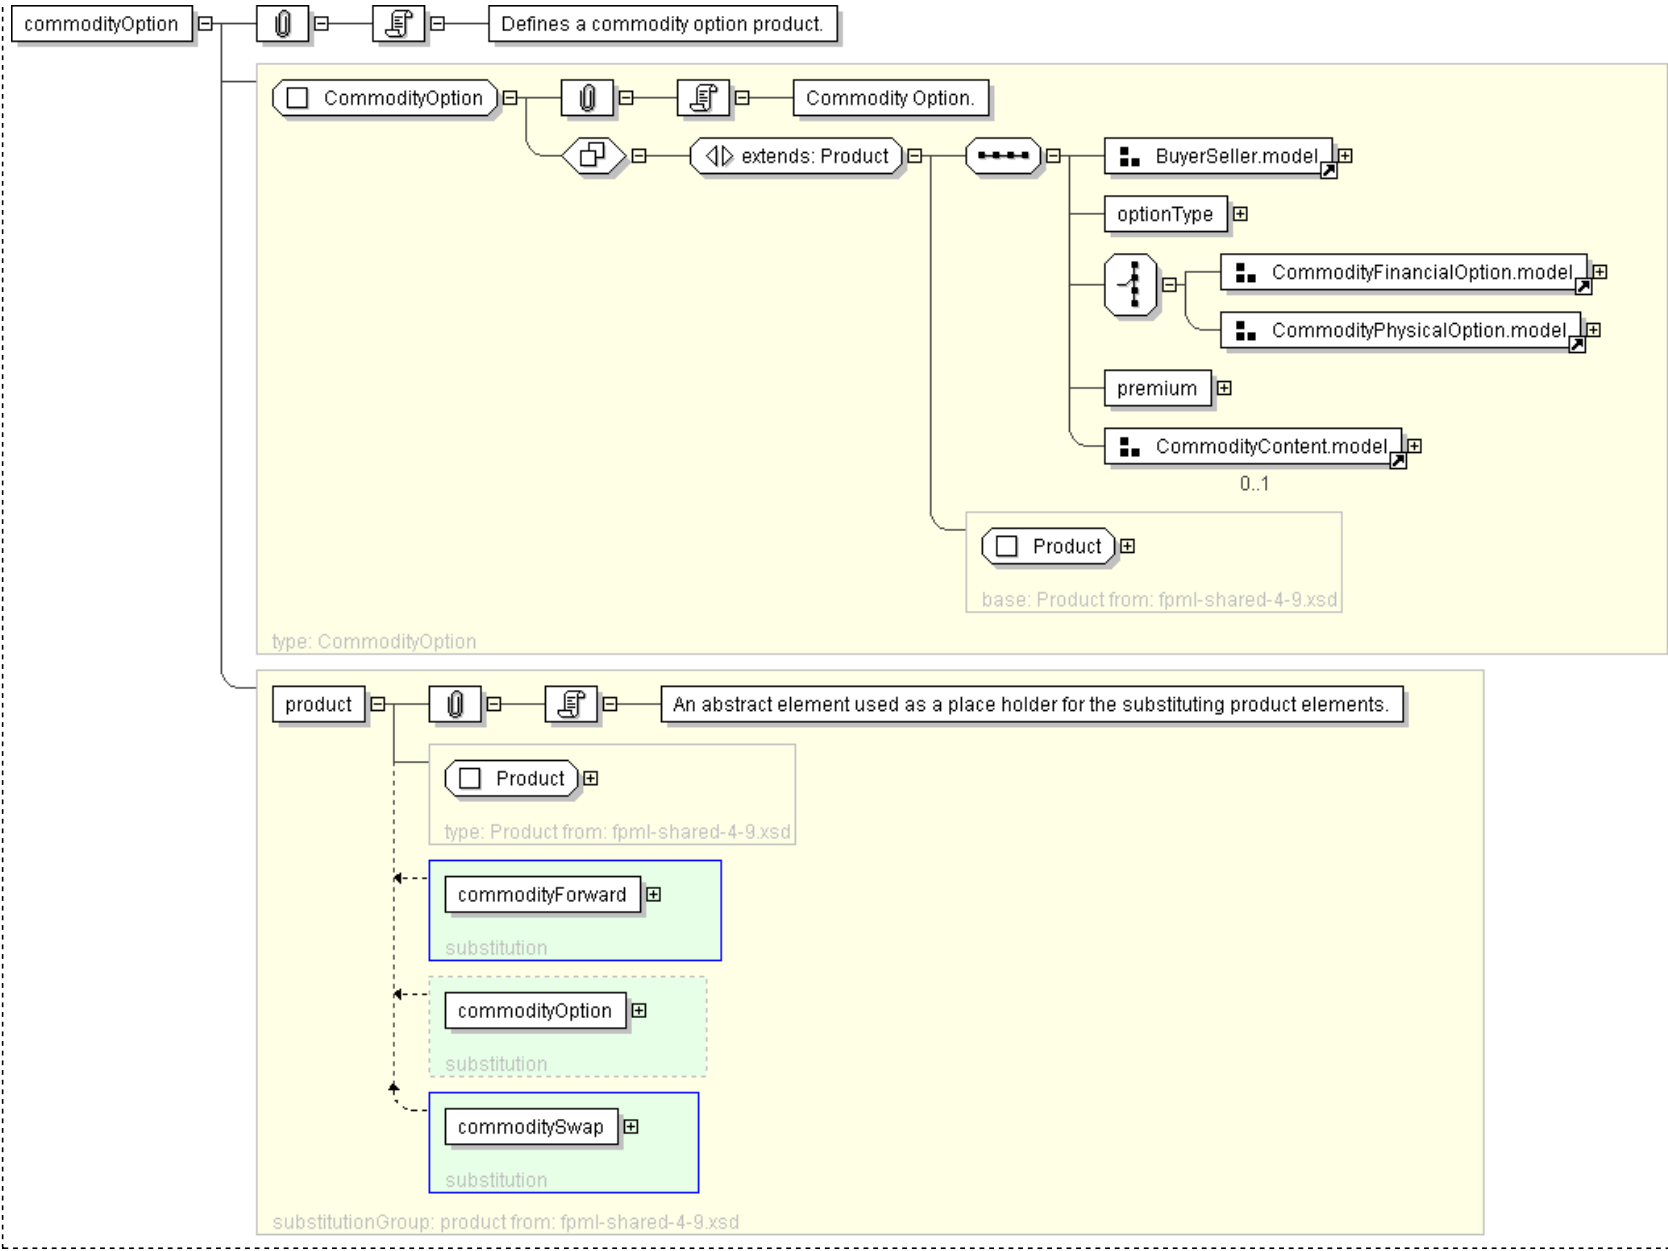 commodityOption
Defines a commodity option product.
CommodityOption
Commodity Option.
extends: Product
BuyerSeller.model
optionType
CommodityFinancialOption.model
CommodityPhysicalOption.model
premium
CommodityContent.model
0..1
Product
base: Product from: fpml-shared-4-9.xsd
type: CommodityOption
product
An abstract element used as a place holder for the substituting product elements.
Product
type: Product from: fpml-shared-4-9.xsd
commodityForward
substitution
commodityOption
substitution
commoditySwap
substitution
substitutionGroup: product from: fpml-shared-4-9.xsd